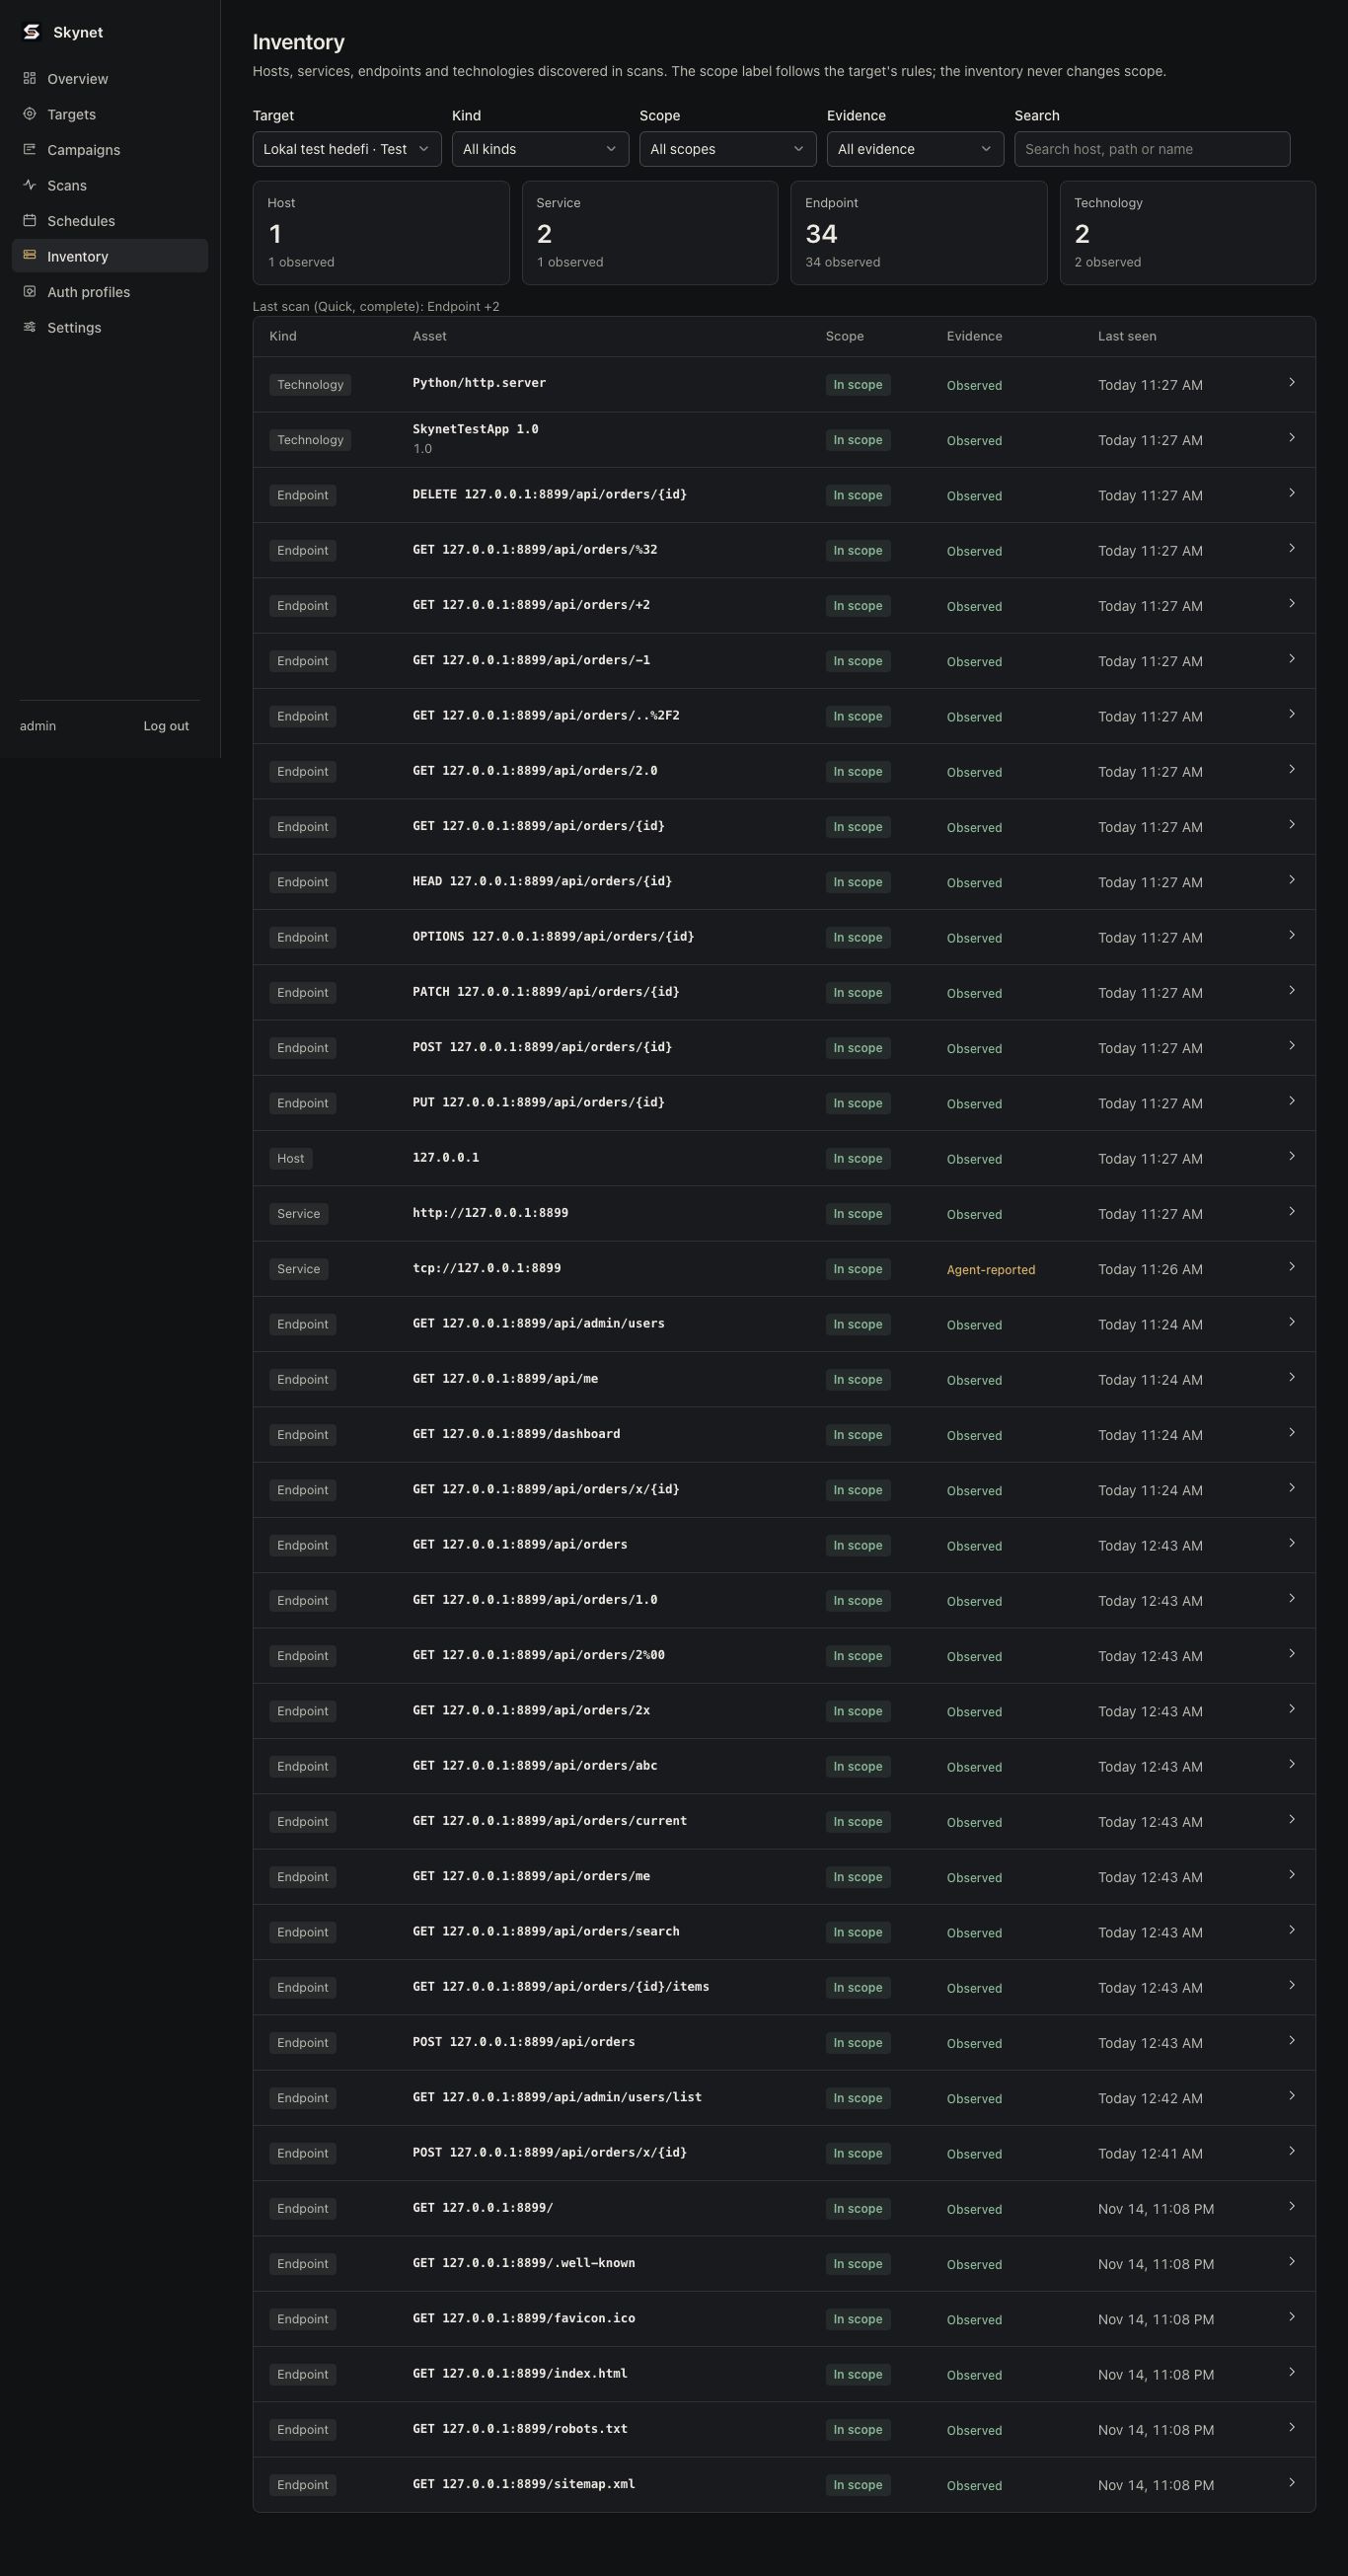 Skynet
Overview
Targets
Campaigns
Scans
Schedules
Inventory
Auth profiles
Settings
admin Log out
Inventory
Hosts, services, endpoints and technologies discovered in scans. The scope label follows the target's rules; the inventory never changes scope.
Target Kind Scope Evidence Search
Lokal test hedefi · Test All kinds All scopes All evidence Search host, path or name
Host Service Endpoint Technology
1 2 34 2
1 observed 1 observed 34 observed 2 observed
Last scan (Quick, complete): Endpoint +2
Kind Asset Scope Evidence Last seen
Technology Python/http.server In scope Observed Today 11:27 AM
Technology SkynetTestApp 1.0 In scope Observed Today 11:27 AM
1.0
Endpoint DELETE 127.0.0.1:8899/api/orders/{id} In scope Observed Today 11:27 AM
Endpoint GET 127.0.0.1:8899/api/orders/%32 In scope Observed Today 11:27 AM
Endpoint GET 127.0.0.1:8899/api/orders/+2 In scope Observed Today 11:27 AM
Endpoint GET 127.0.0.1:8899/api/orders/-1 In scope Observed Today 11:27 AM
Endpoint GET 127.0.0.1:8899/api/orders/..%2F2 In scope Observed Today 11:27 AM
Endpoint GET 127.0.0.1:8899/api/orders/2.0 In scope Observed Today 11:27 AM
Endpoint GET 127.0.0.1:8899/api/orders/{id} In scope Observed Today 11:27 AM
Endpoint HEAD 127.0.0.1:8899/api/orders/{id} In scope Observed Today 11:27 AM
Endpoint OPTIONS 127.0.0.1:8899/api/orders/{id} In scope Observed Today 11:27 AM
Endpoint PATCH 127.0.0.1:8899/api/orders/{id} In scope Observed Today 11:27 AM
Endpoint POST 127.0.0.1:8899/api/orders/{id} In scope Observed Today 11:27 AM
Endpoint PUT 127.0.0.1:8899/api/orders/{id} In scope Observed Today 11:27 AM
Host 127.0.0.1 In scope Observed Today 11:27 AM
Service http://127.0.0.1:8899 In scope Observed Today 11:27 AM
Service tcp://127.0.0.1:8899 In scope Agent-reported Today 11:26 AM
Endpoint GET 127.0.0.1:8899/api/admin/users In scope Observed Today 11:24 AM
Endpoint GET 127.0.0.1:8899/api/me In scope Observed Today 11:24 AM
Endpoint GET 127.0.0.1:8899/dashboard In scope Observed Today 11:24 AM
Endpoint GET 127.0.0.1:8899/api/orders/x/{id} In scope Observed Today 11:24 AM
Endpoint GET 127.0.0.1:8899/api/orders In scope Observed Today 12:43 AM
Endpoint GET 127.0.0.1:8899/api/orders/1.0 In scope Observed Today 12:43 AM
Endpoint GET 127.0.0.1:8899/api/orders/2%00 In scope Observed Today 12:43 AM
Endpoint GET 127.0.0.1:8899/api/orders/2x In scope Observed Today 12:43 AM
Endpoint GET 127.0.0.1:8899/api/orders/abc In scope Observed Today 12:43 AM
Endpoint GET 127.0.0.1:8899/api/orders/current In scope Observed Today 12:43 AM
Endpoint GET 127.0.0.1:8899/api/orders/me In scope Observed Today 12:43 AM
Endpoint GET 127.0.0.1:8899/api/orders/search In scope Observed Today 12:43 AM
Endpoint GET 127.0.0.1:8899/api/orders/{id}/items In scope Observed Today 12:43 AM
Endpoint POST 127.0.0.1:8899/api/orders In scope Observed Today 12:43 AM
Endpoint GET 127.0.0.1:8899/api/admin/users/list In scope Observed Today 12:42 AM
Endpoint POST 127.0.0.1:8899/api/orders/x/{id} In scope Observed Today 12:41 AM
Endpoint GET 127.0.0.1:8899/ In scope Observed Nov 14, 11:08 PM
Endpoint GET 127.0.0.1:8899/.well-known In scope Observed Nov 14, 11:08 PM
Endpoint GET 127.0.0.1:8899/favicon.ico In scope Observed Nov 14, 11:08 PM
Endpoint GET 127.0.0.1:8899/index.html In scope Observed Nov 14, 11:08 PM
Endpoint GET 127.0.0.1:8899/robots.txt In scope Observed Nov 14, 11:08 PM
Endpoint GET 127.0.0.1:8899/sitemap.xml In scope Observed Nov 14, 11:08 PM